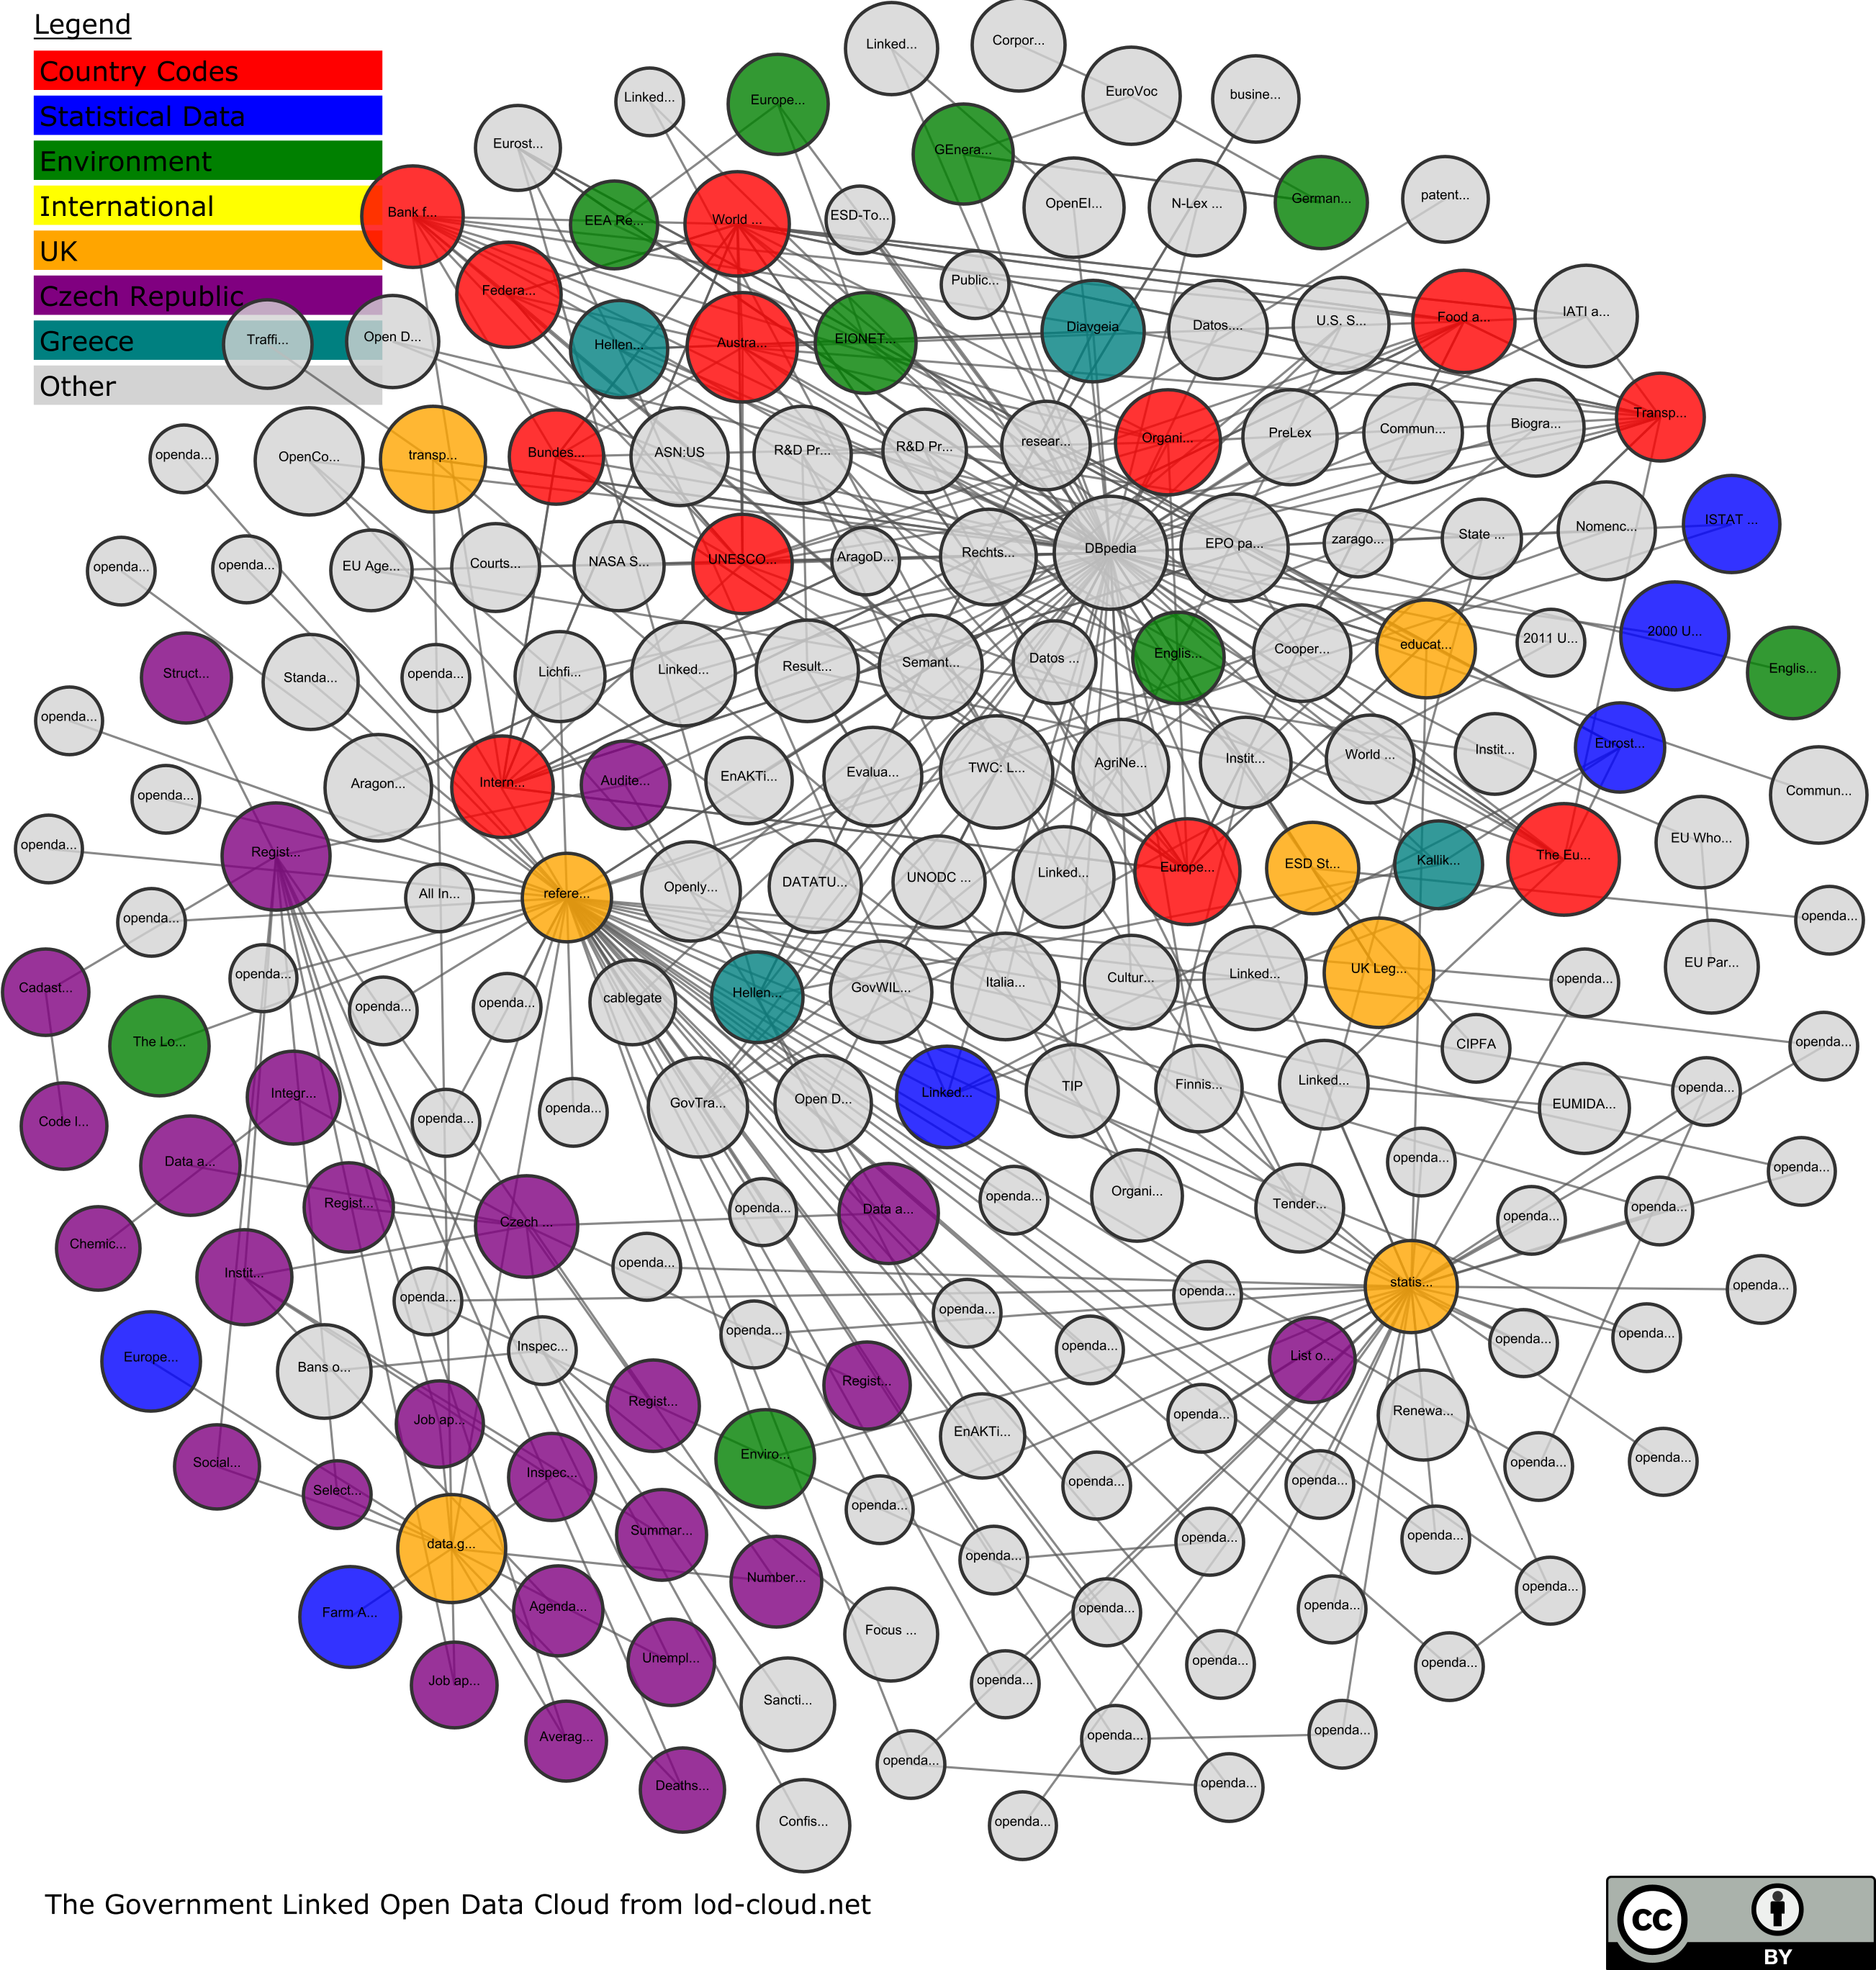 Legend
Country Codes
Statistical Data
Environment
International
UK
Czech Republic
Greece
Other
Linked...
Corpor...
EuroVoc
busine...
Linked...
Europe...
Eurost...
GEnera...
OpenEI...
N-Lex ...
German...
patent...
Bank f...
EEA Re...
World ...
ESD-To...
Public...
Federa...
Hellen...
Austra...
EIONET...
Diavgeia
Datos....
U.S. S...
Food a...
IATI a...
Traffi...
Open D...
Transp...
openda...
OpenCo...
transp...
Bundes...
ASN:US
R&D Pr...
R&D Pr...
resear...
Organi...
PreLex
Commun...
Biogra...
openda...
openda...
EU Age...
Courts...
NASA S...
UNESCO...
AragoD...
Rechts...
DBpedia
EPO pa...
zarago...
State ...
Nomenc...
ISTAT ...
Struct...
Standa...
openda...
Lichfi...
Linked...
Result...
Semant...
Datos ...
Englis...
Cooper...
educat...
2011 U...
2000 U...
Englis...
openda...
openda...
Aragon...
Intern...
Audite...
EnAKTi...
Evalua...
TWC: L...
AgriNe...
Instit...
World ...
Instit...
Eurost...
Commun...
openda...
Regist...
openda...
All In...
refere...
Openly...
DATATU...
UNODC ...
Linked...
Europe...
ESD St...
Kallik...
The Eu...
EU Who...
openda...
Cadast...
openda...
The Lo...
openda...
openda...
cablegate
Hellen...
GovWIL...
Italia...
Cultur...
Linked...
UK Leg...
openda...
EU Par...
Code l...
Integr...
openda...
openda...
GovTra...
Open D...
Linked...
TIP
Finnis...
Linked...
CIPFA
EUMIDA...
openda...
openda...
Data a...
Regist...
Czech ...
openda...
Data a...
openda...
Organi...
Tender...
openda...
openda...
openda...
openda...
Chemic...
Instit...
openda...
openda...
openda...
openda...
statis...
openda...
Europe...
Bans o...
Inspec...
openda...
Regist...
openda...
List o...
openda...
openda...
Social...
Job ap...
Select...
Inspec...
Regist...
Enviro...
EnAKTi...
openda...
Renewa...
openda...
openda...
data.g...
Summar...
openda...
openda...
openda...
openda...
openda...
Farm A...
Agenda...
Number...
openda...
openda...
openda...
openda...
Job ap...
Unempl...
Focus ...
openda...
openda...
openda...
Averag...
Sancti...
openda...
openda...
openda...
Deaths...
Confis...
openda...
openda...
The Government Linked Open Data Cloud from lod-cloud.net
cc
BY